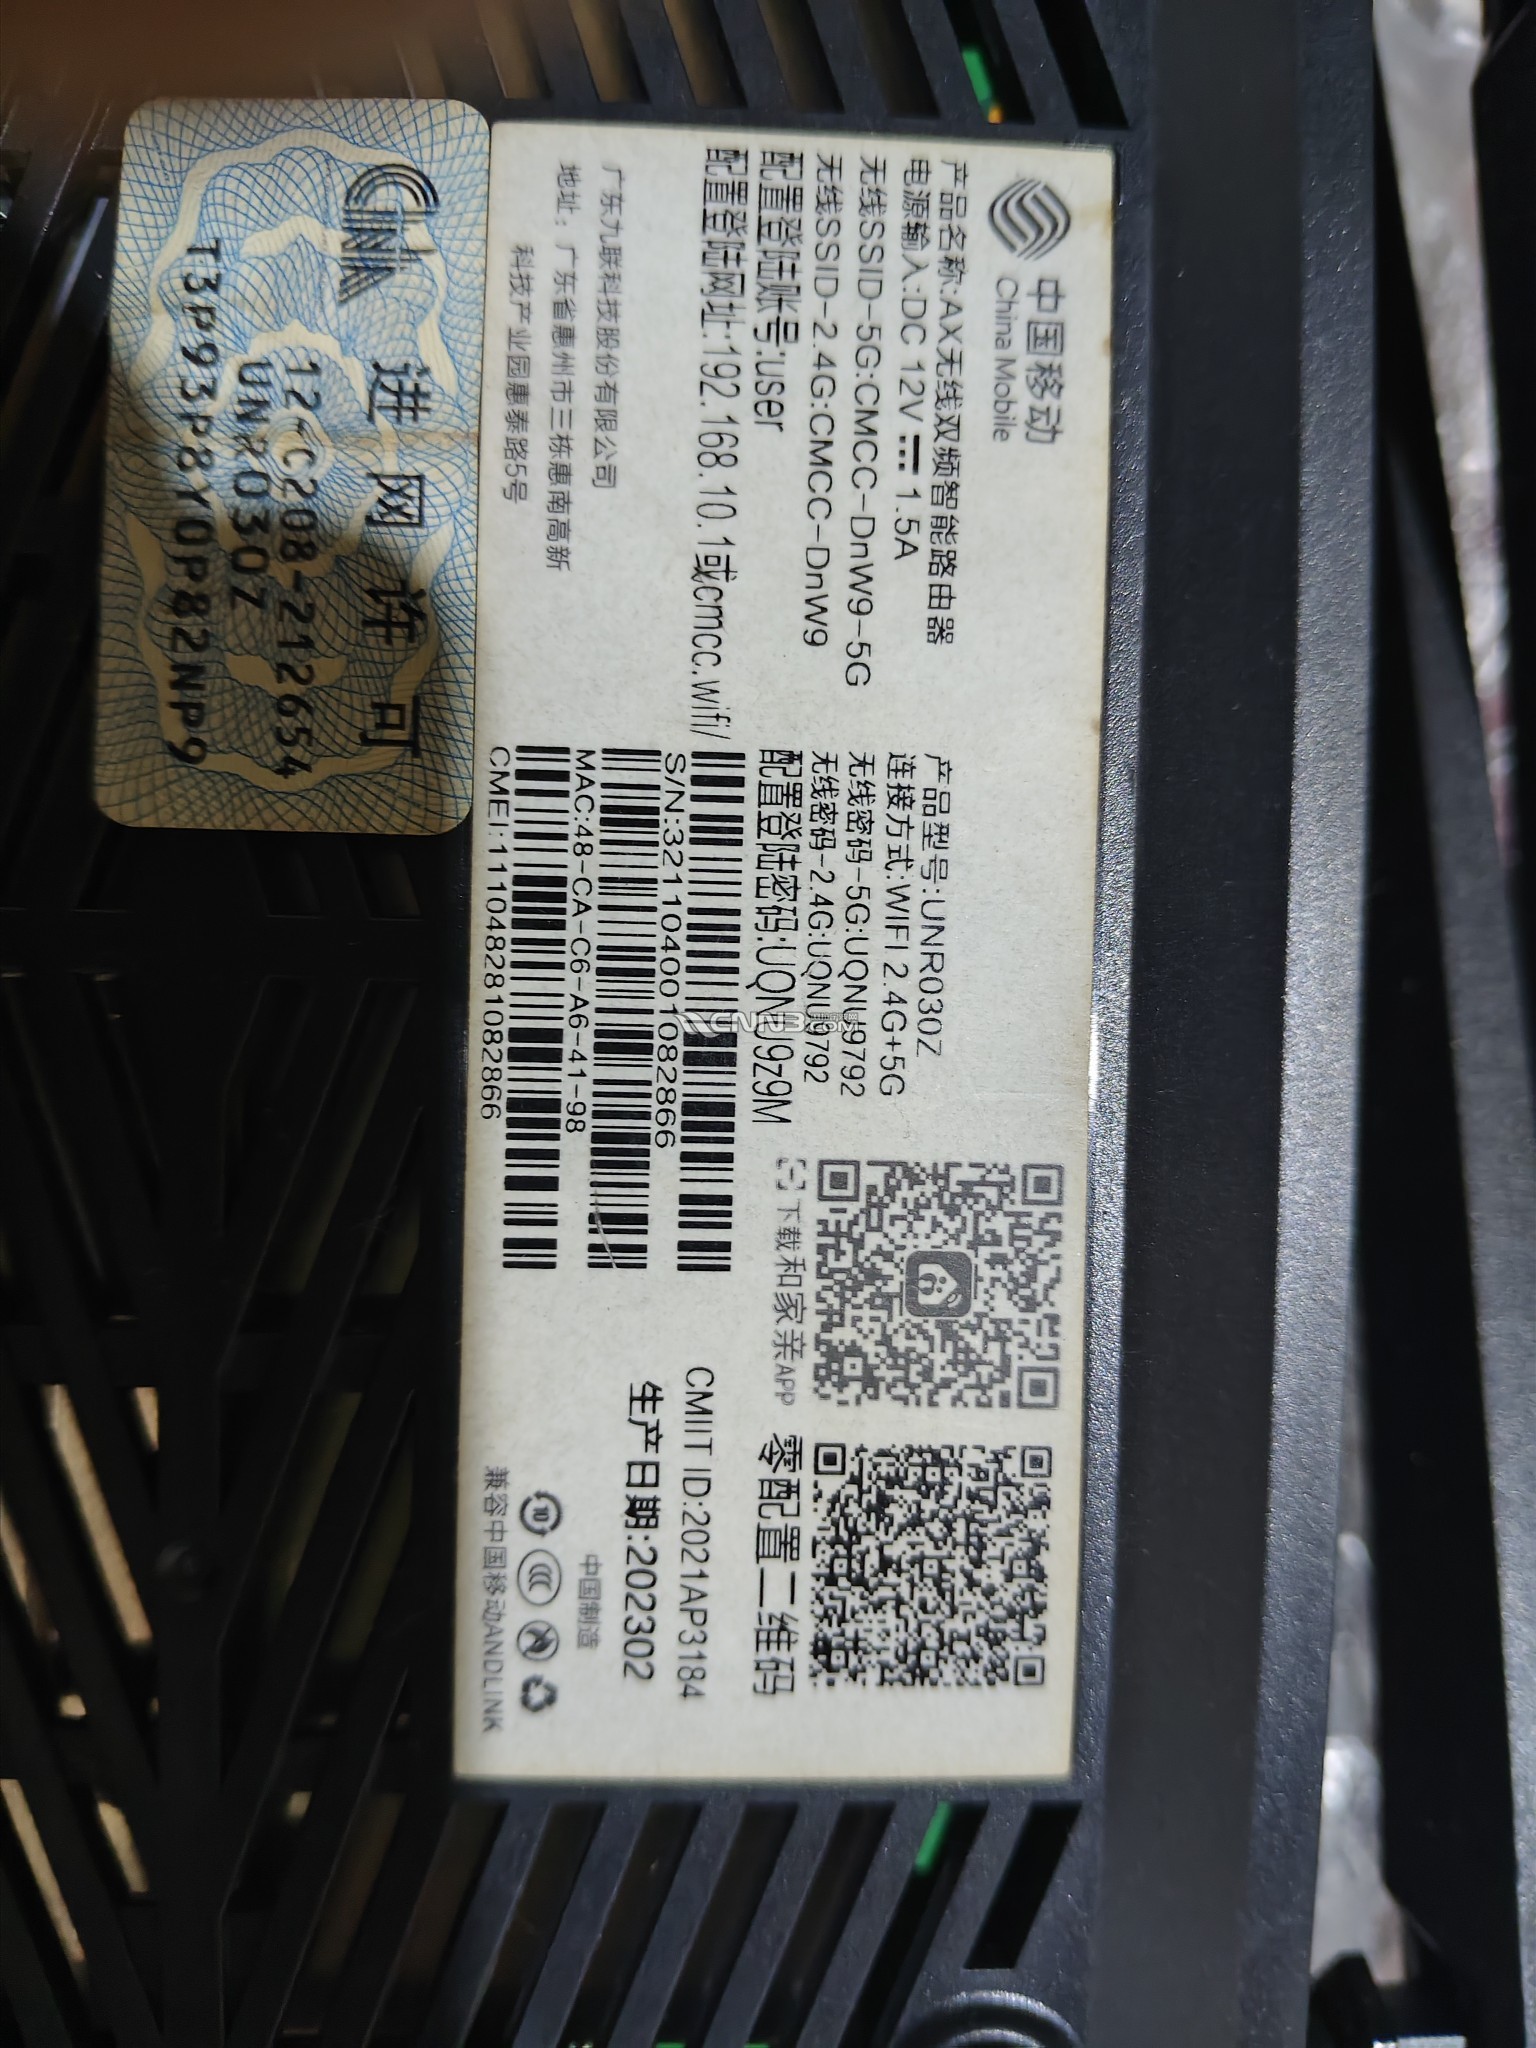 中国移动
China Mobile
产品名称:AX无线双频智能路由器
电源输入:DC 12V 1.5A
无线SSID-5G:CMCC-DnW9-5G
无线SSID-2.4G:CMCC-DnW9
配置登陆账号:user
配置登陆网址:192.168.10.1或cmcc.wifi/
广东九联科技股份有限公司
地址：广东省惠州市三栋惠南高新
科技产业园惠泰路5号
产品型号:UNR030Z
连接方式:WIFI 2.4G+5G
无线密码-5G:UQNU9792
无线密码-2.4G:UQNU9792
配置登陆密码:UQNU9z9M
S/N:321104001082866
MAC:48-CA-C6-A6-41-98
CMEI:111048281082866
下载和家亲APP
零配置二维码
CMIIT ID:2021AP3184
生产日期:202302
中国制造
10
兼容中国移动ANDLINK
进网许可
12-C208-212654
UNR030Z
T3P93P8Y0P82NP9